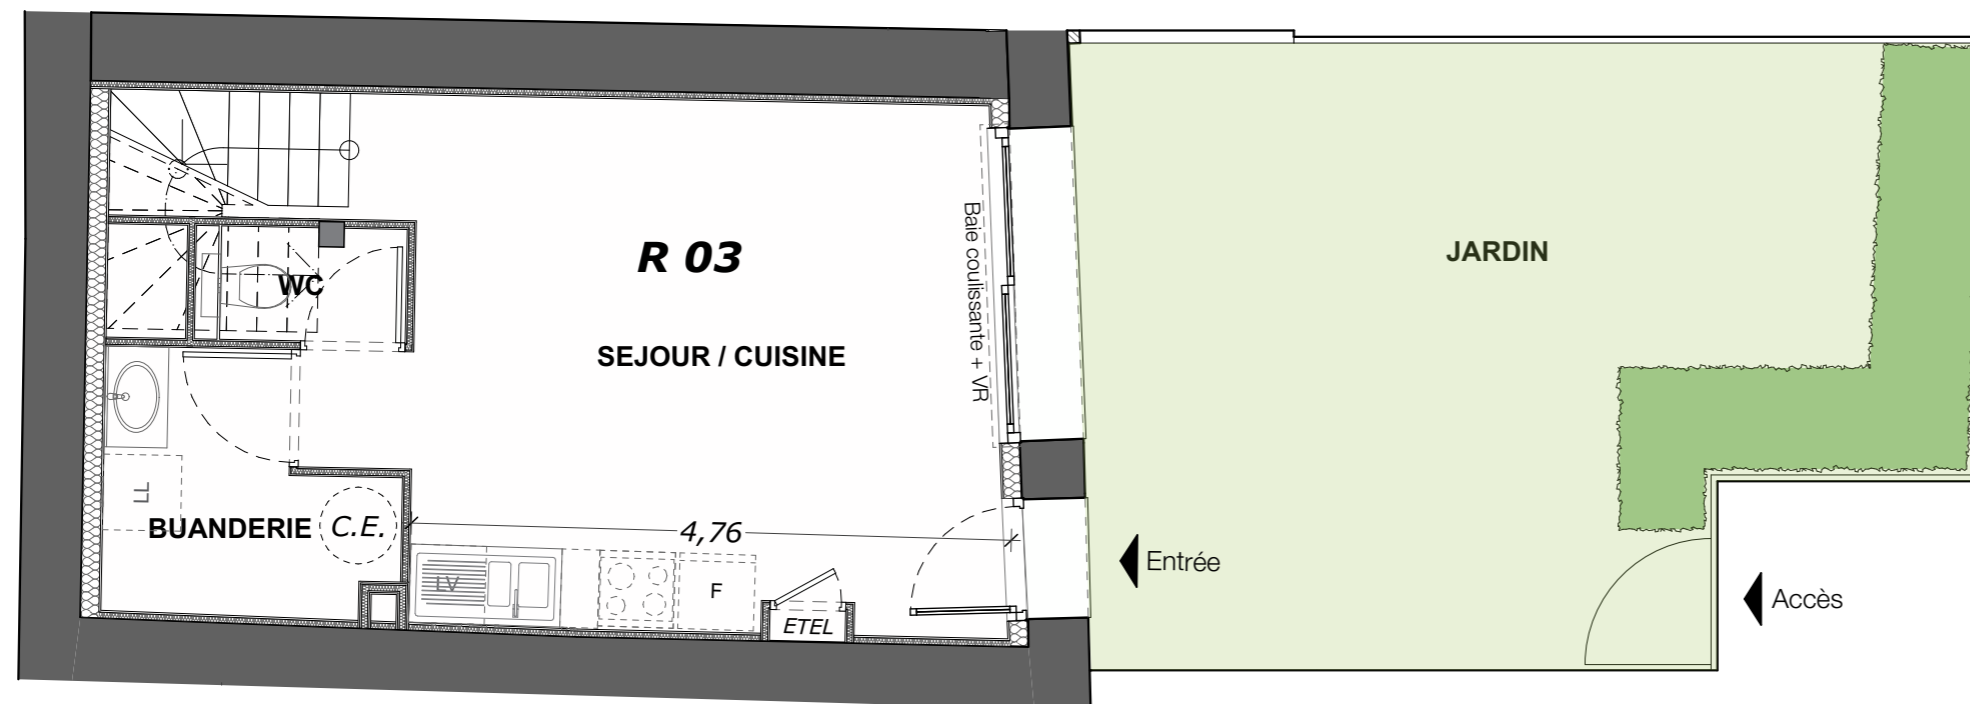 R 03
JARDIN
Baie coulissante + VR
WC
SEJOUR / CUISINE
LL
BUANDERIE
C.E.
4,76
Entrée
LV
F
ETEL
Accès